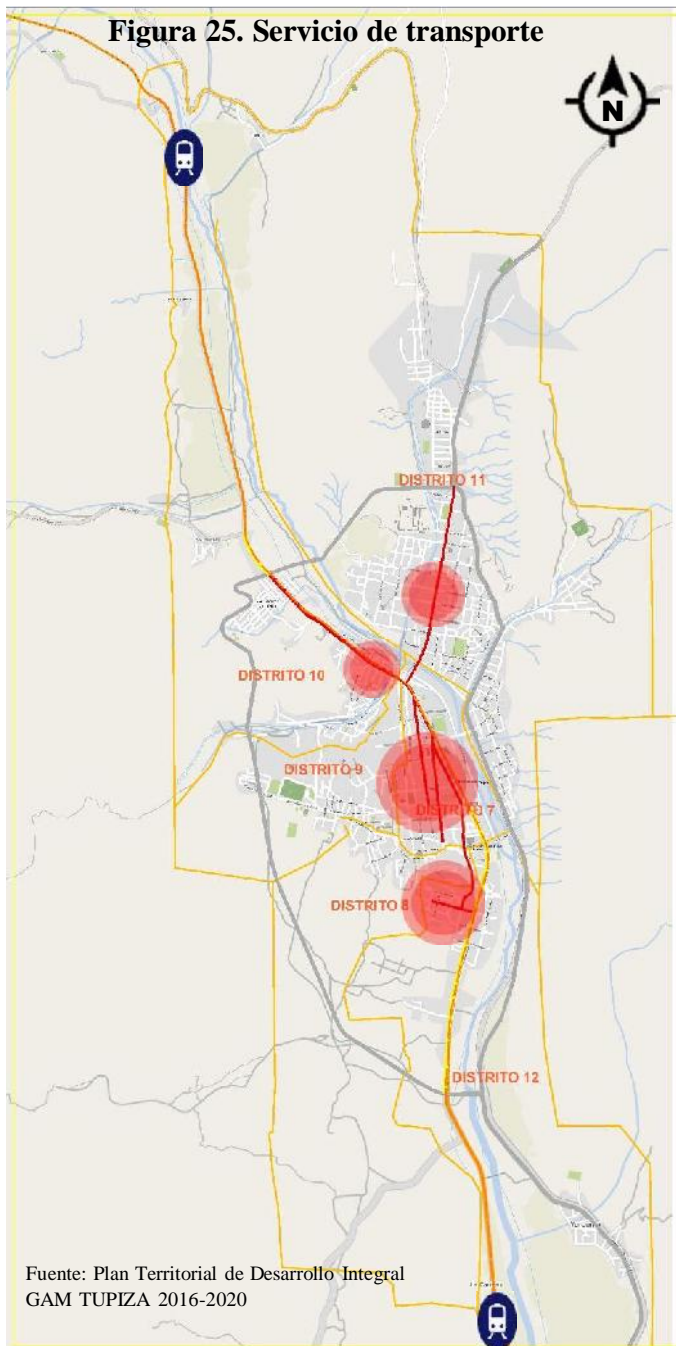 Figura 25. Servicio de transporte
N
DISTRITO 11
DISTRITO 10
DISTRITO 9
DISTRITO 7
DISTRITO 8
DISTRITO 12
Fuente: Plan Territorial de Desarrollo Integral
GAM TUPIZA 2016-2020